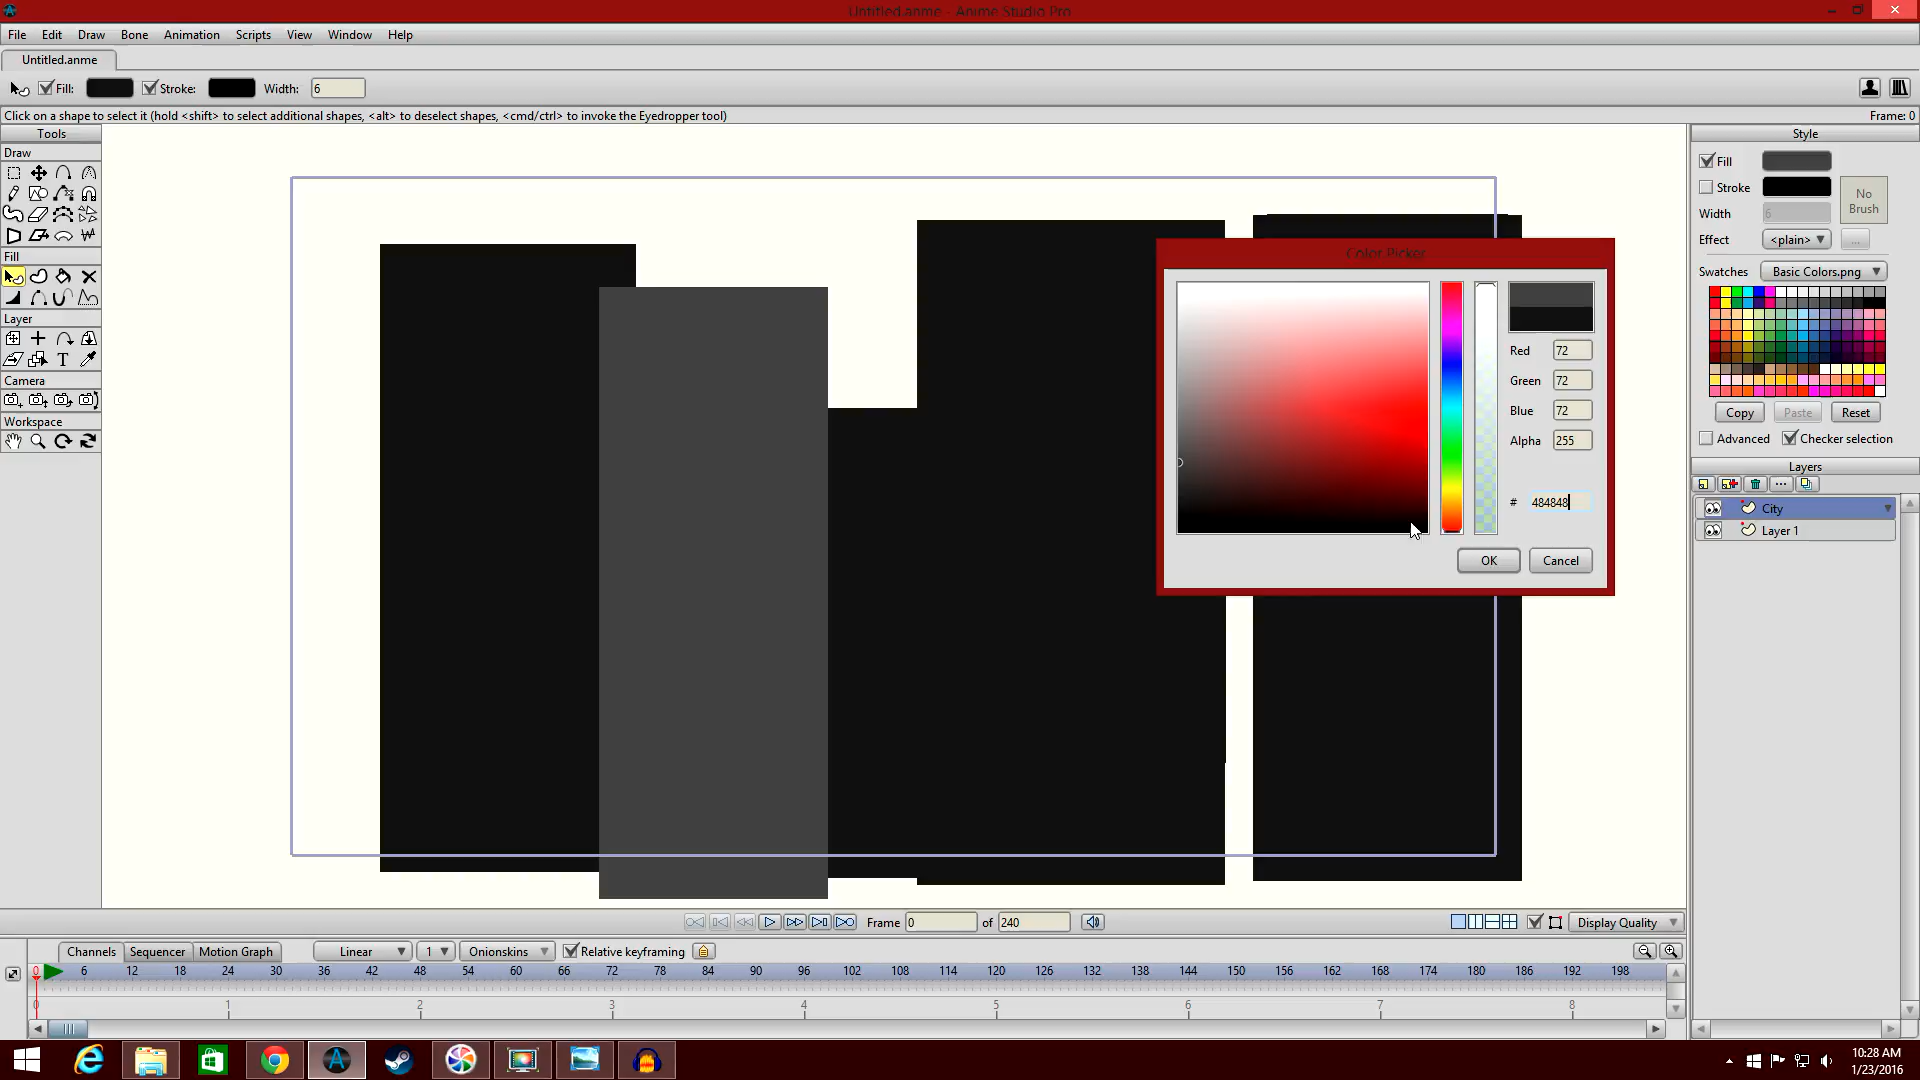 Untitled.anme - Anime Studio Pro
File Edit Draw Bone Animation Scripts View Window Help
Untitled.anme
Fill: Stroke: Width: 6
Click on a shape to select it (hold <shift> to select additional shapes, <alt> to deselect shapes, <cmd/ctrl> to invoke the Eyedropper tool)
Frame: 0
Tools
Draw
Fill
Layer
Camera
Workspace
Style
Fill
Stroke
No Brush
Width 6
Effect <plain> ...
Swatches Basic Colors.png
Copy Paste Reset
Advanced Checker selection
Layers
City
Layer 1
Color Picker
Red 72
Green 72
Blue 72
Alpha 255
# 484848
OK Cancel
Frame 0 of 240
Display Quality
Channels Sequencer Motion Graph Linear 1 Onionskins Relative keyframing
0 6 12 18 24 30 36 42 48 54 60 66 72 78 84 90 96 102 108 114 120 126 132 138 144 150 156 162 168 174 180 186 192 198
0 1 2 3 4 5 6 7 8
10:28 AM
1/23/2016